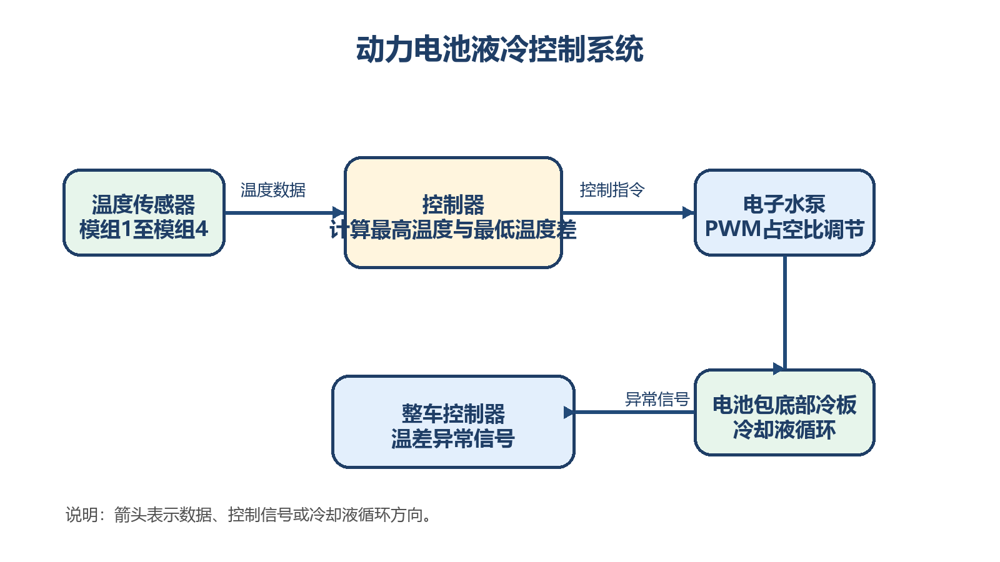 动力电池液冷控制系统
温度传感器
模组1至模组4
温度数据
控制器
计算最高温度与最低温度差
控制指令
电子水泵
PWM占空比调节
整车控制器
温差异常信号
异常信号
电池包底部冷板
冷却液循环
说明：箭头表示数据、控制信号或冷却液循环方向。